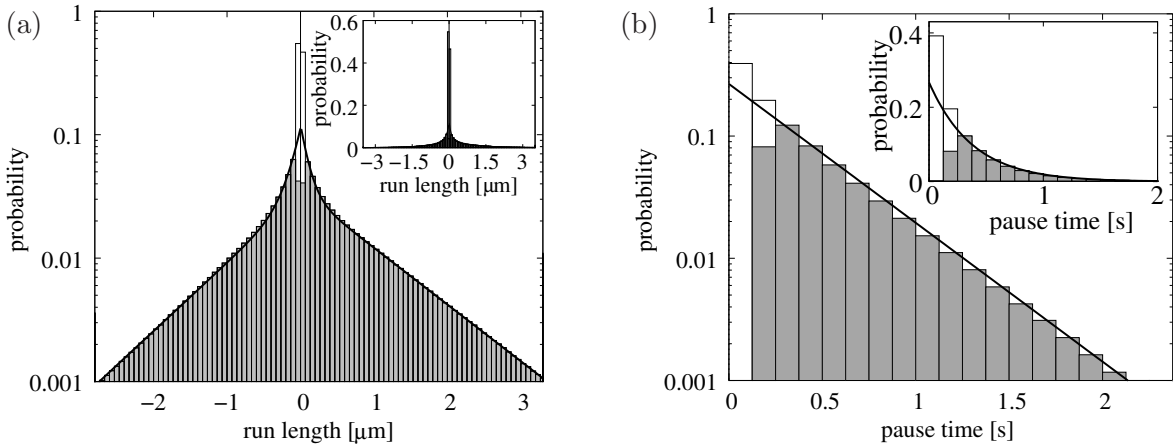 (a)
probability
1
0.1
0.01
0.001
−2 −1 0 1 2 3
run length [μm]
probability
0.6
0.4
0.2
0
−3 −1.5 0 1.5 3
run length [μm]
(b)
probability
1
0.1
0.01
0.001
0 0.5 1 1.5 2
pause time [s]
probability
0.4
0.2
0
0 1 2
pause time [s]